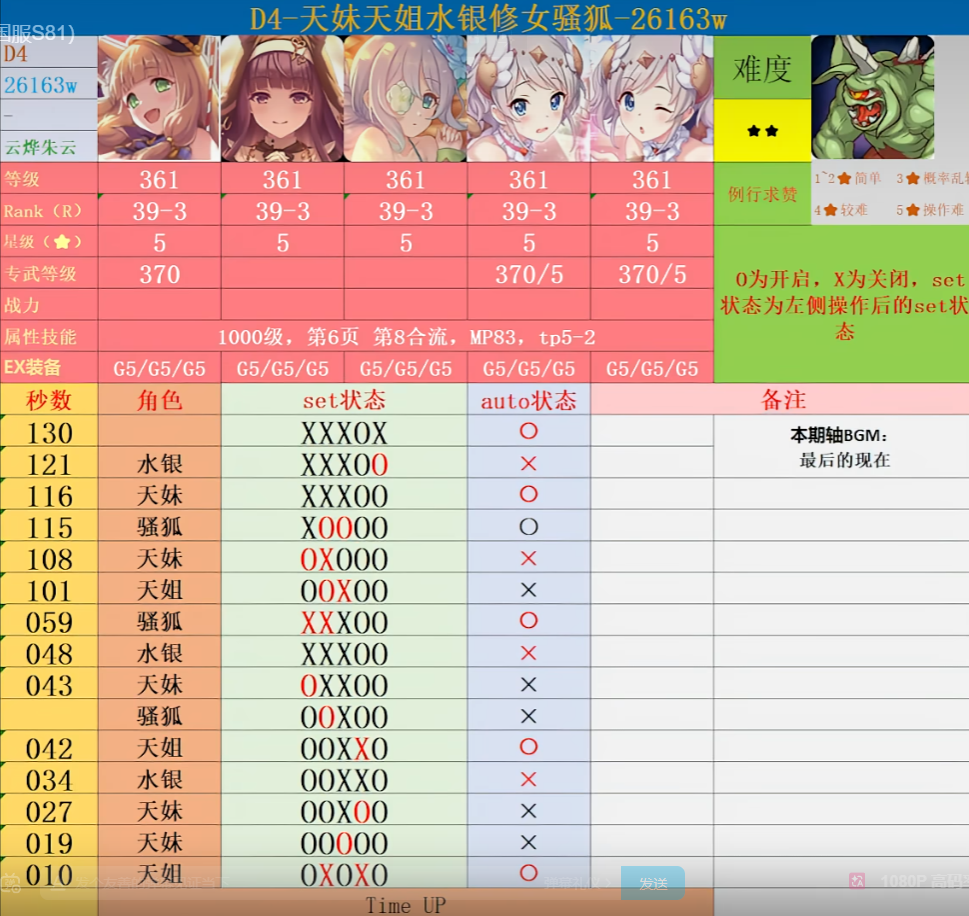 D4-天妹天姐水银修女骚狐-26163w
国服S81)
D4
26163w
-
云烨朱云
难度
★★
等级 361 361 361 361 361
例行求赞
1~2★简单 3★概率乱轴
4★较难 5★操作难
Rank（R） 39-3 39-3 39-3 39-3 39-3
星级（★） 5 5 5 5 5
专武等级 370 370/5 370/5
战力
属性技能 1000级，第6页 第8合流，MP83，tp5-2
EX装备 G5/G5/G5 G5/G5/G5 G5/G5/G5 G5/G5/G5 G5/G5/G5
O为开启，X为关闭，set
状态为左侧操作后的set状
态
秒数 角色 set状态 auto状态 备注
130 XXXOX ○ 本期轴BGM：
最后的现在
121 水银 XXXOO ×
116 天妹 XXXOO ○
115 骚狐 XOOOO ○
108 天妹 OXOOO ×
101 天姐 OOXOO ×
059 骚狐 XXXOO ○
048 水银 XXXOO ×
043 天妹 OXXOO ×
骚狐 OOXOO ×
042 天姐 OOXXO ○
034 水银 OOXXO ×
027 天妹 OOXOO ×
019 天妹 OOOOO ×
010 天姐 OXOXO ○
发送
1080P 高码
Time UP